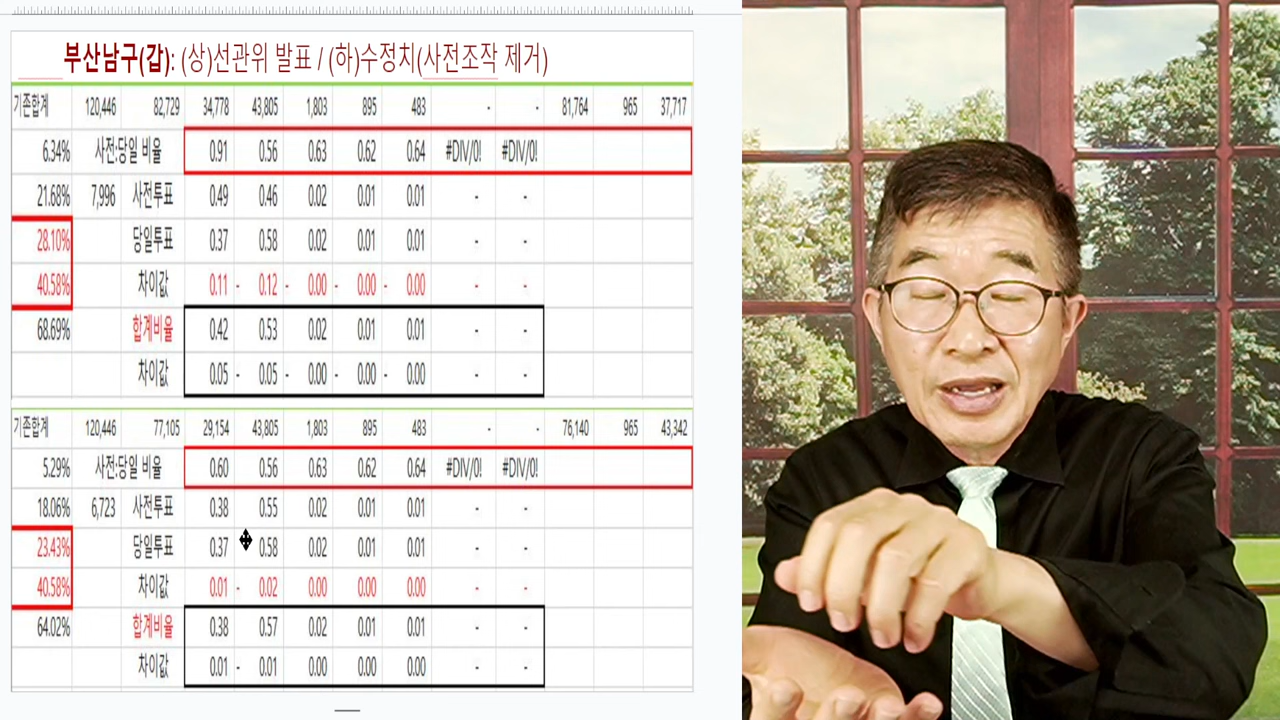 부산남구(갑): (상)선관위 발표 / (하)수정치(사전조작 제거)
기존합계 120,446 82,729 34,778 43,805 1,803 895 483 - - 81,764 965 37,717
6.34% 사전:당일 비율 0.91 0.56 0.63 0.62 0.64 #DIV/0! #DIV/0!
21.68% 7,996 사전투표 0.49 0.46 0.02 0.01 0.01 - -
28.10% 당일투표 0.37 0.58 0.02 0.01 0.01 - -
40.58% 차이값 0.11 - 0.12 - 0.00 - 0.00 - 0.00 - -
68.69% 합계비율 0.42 0.53 0.02 0.01 0.01 - -
차이값 0.05 - 0.05 - 0.00 - 0.00 - 0.00 - -
기존합계 120,446 77,105 29,154 43,805 1,803 895 483 - - 76,140 965 43,342
5.29% 사전:당일 비율 0.60 0.56 0.63 0.62 0.64 #DIV/0! #DIV/0!
18.06% 6,723 사전투표 0.38 0.55 0.02 0.01 0.01 - -
23.43% 당일투표 0.37 0.58 0.02 0.01 0.01 - -
40.58% 차이값 0.01 - 0.02 0.00 0.00 0.00 - -
64.02% 합계비율 0.38 0.57 0.02 0.01 0.01 - -
차이값 0.01 - 0.01 0.00 0.00 0.00 - -